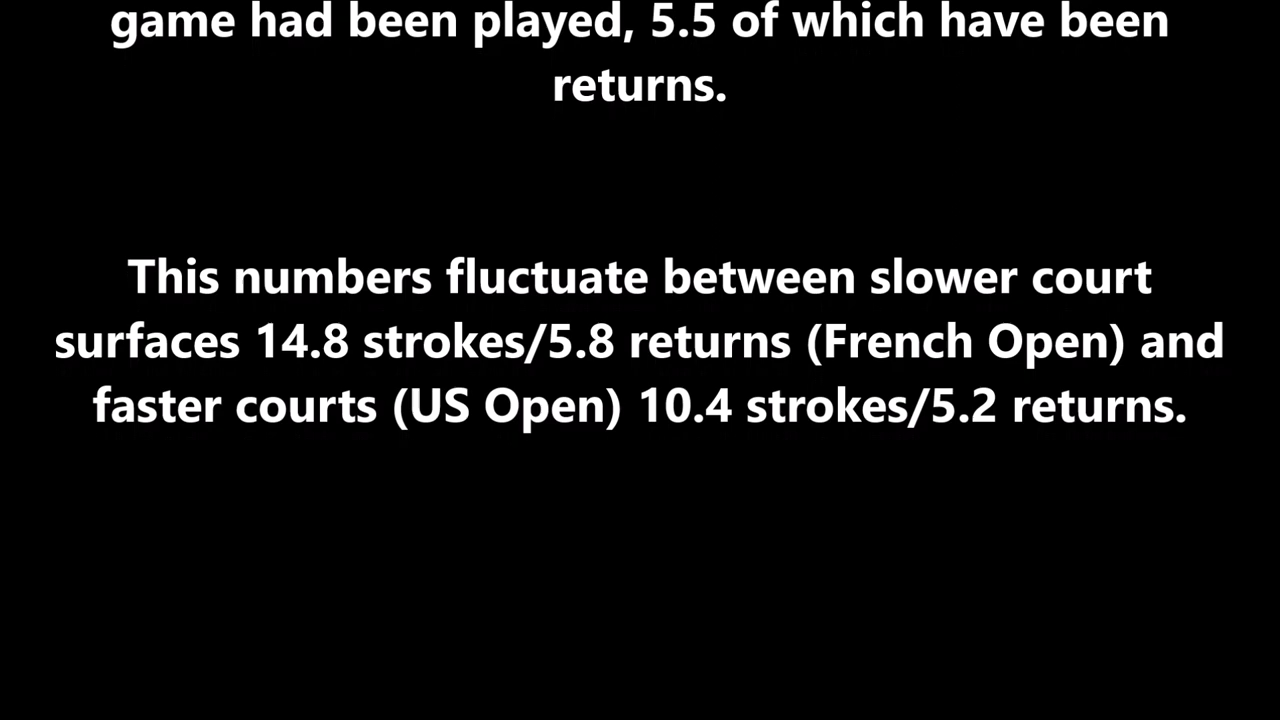 game had been played, 5.5 of which have been
returns.
This numbers fluctuate between slower court
surfaces 14.8 strokes/5.8 returns (French Open) and
faster courts (US Open) 10.4 strokes/5.2 returns.